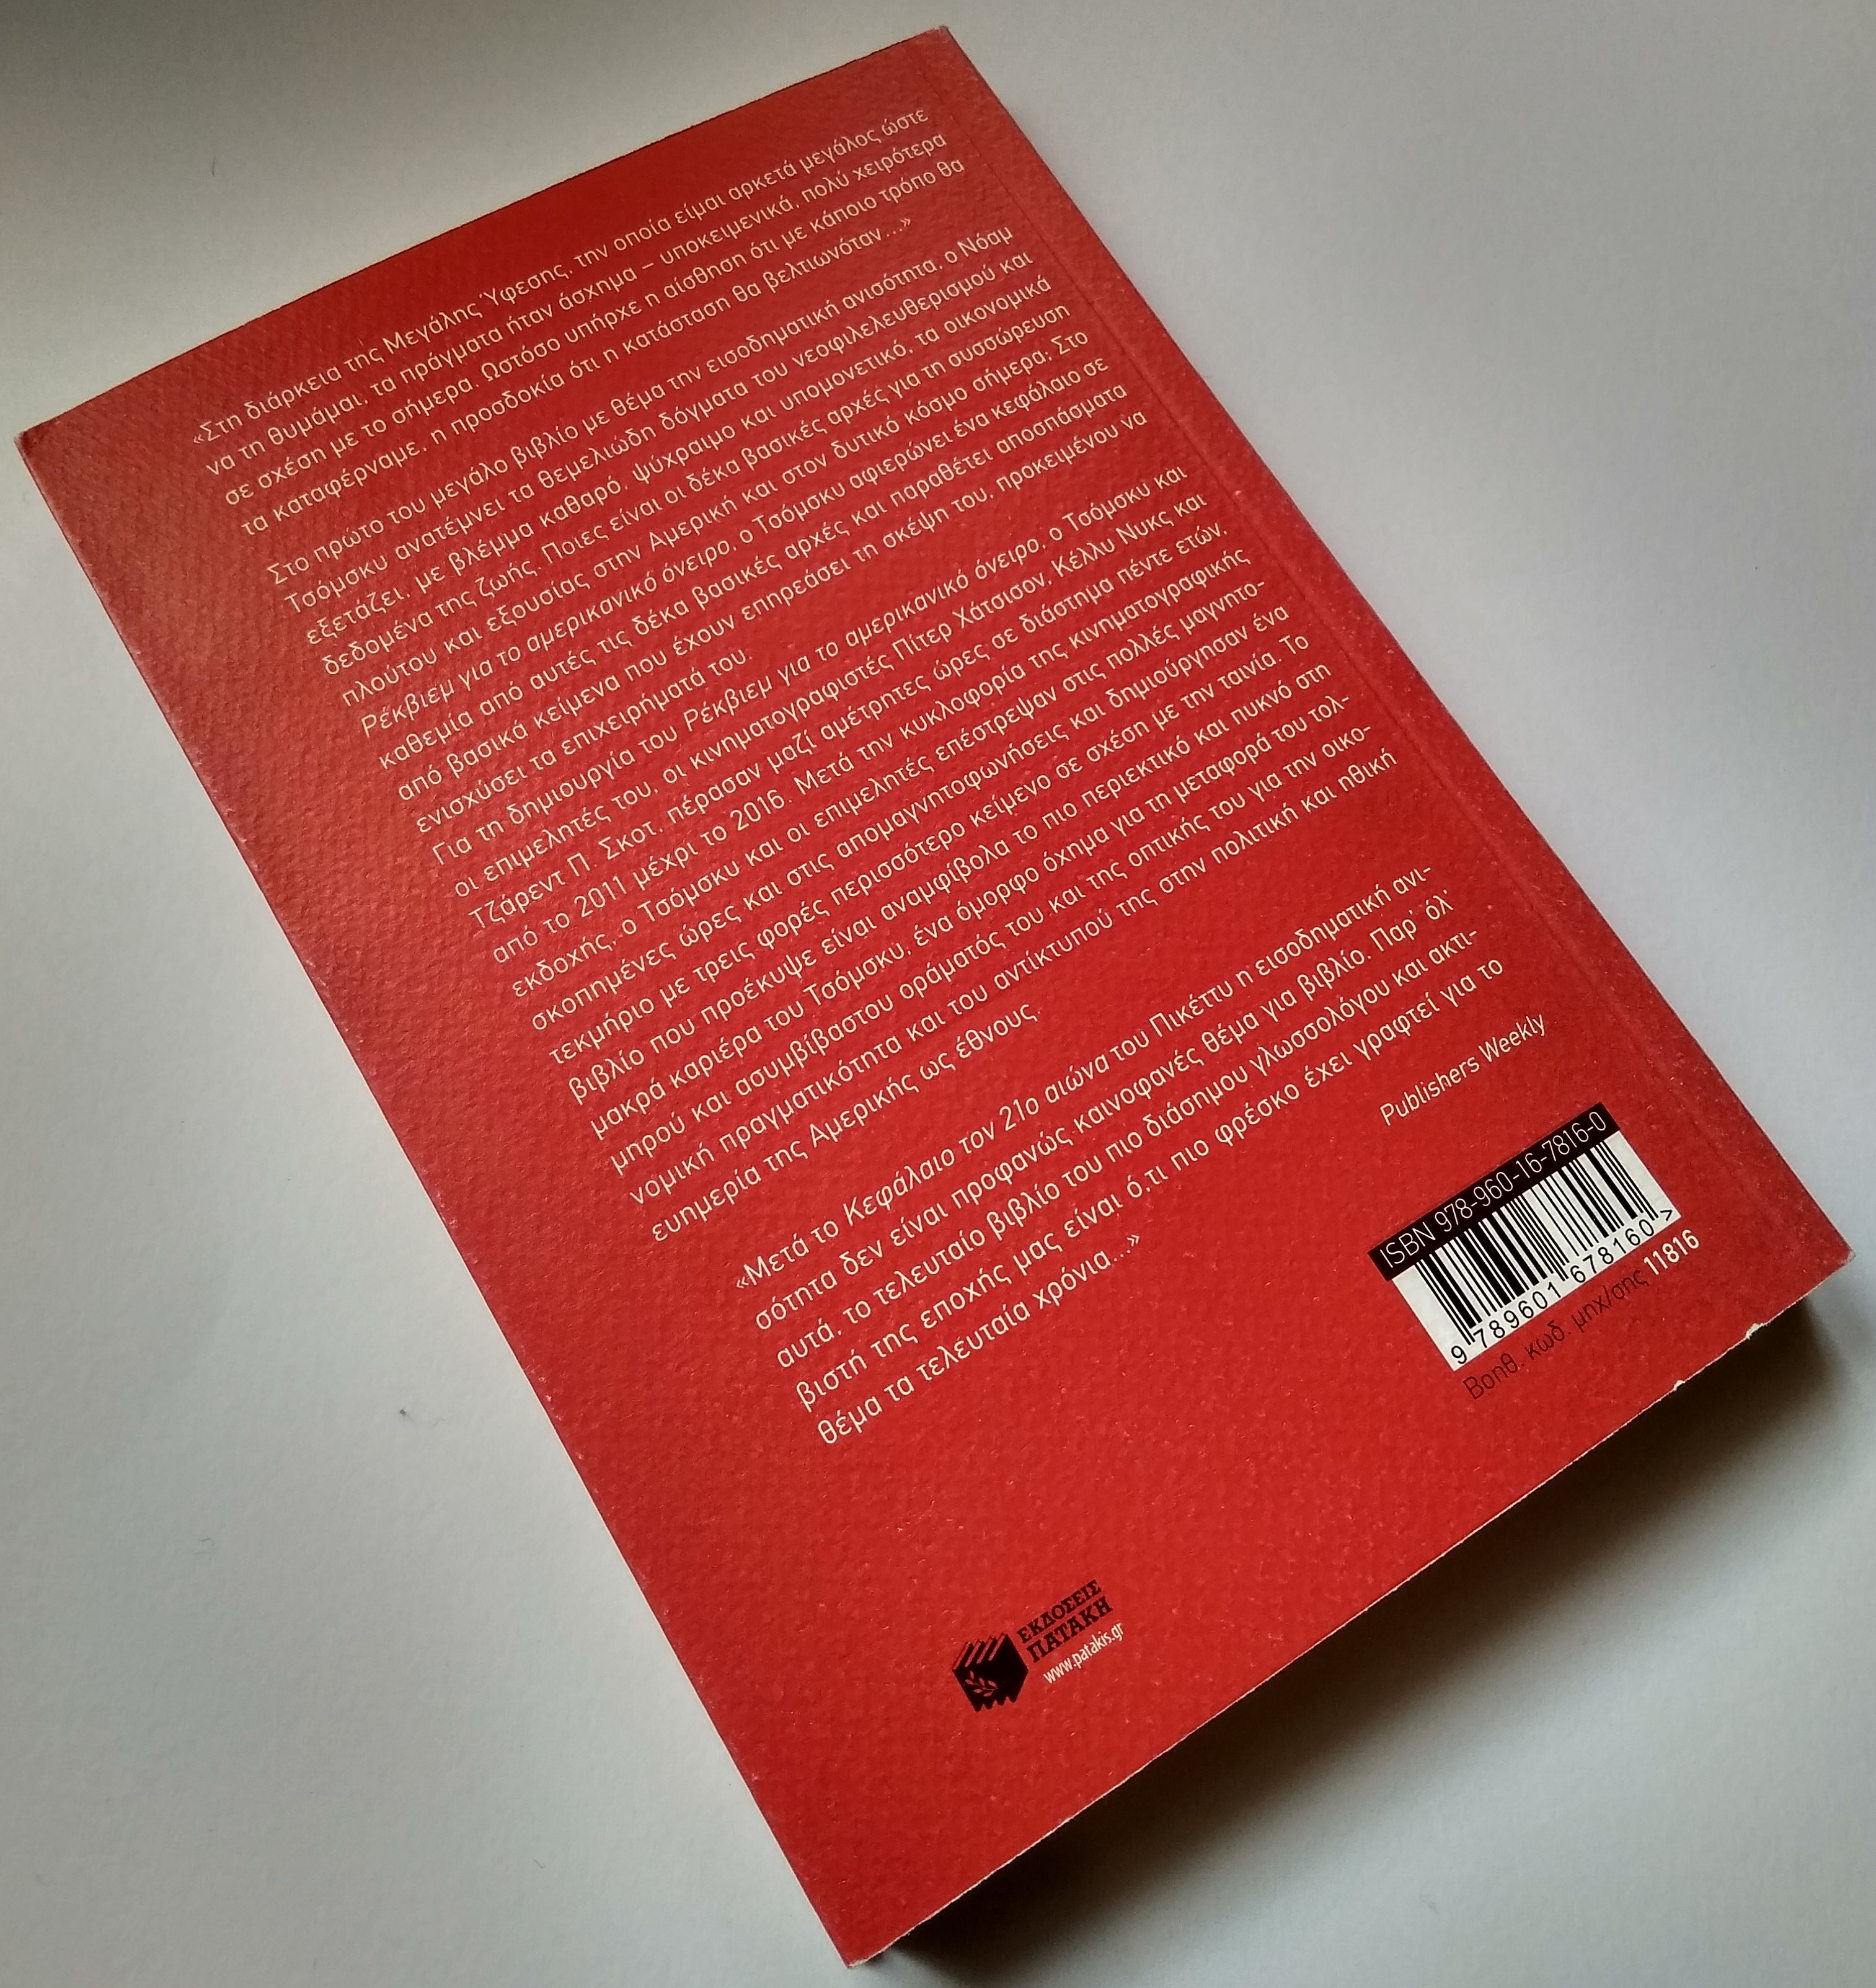 «Στη διάρκεια της Μεγάλης Ύφεσης, την οποία είμαι αρκετά μεγάλος ώστε
να τη θυμάμαι, τα πράγματα ήταν άσχημα – υποκειμενικά, πολύ χειρότερα
σε σχέση με το σήμερα. Ωστόσο υπήρχε η αίσθηση ότι με κάποιο τρόπο θα
τα καταφέρναμε, η προσδοκία ότι η κατάσταση θα βελτιωνόταν…»
Στο πρώτο του μεγάλο βιβλίο με θέμα την εισοδηματική ανισότητα, ο Νόαμ
Τσόμσκυ ανατέμνει τα θεμελιώδη δόγματα του νεοφιλελευθερισμού και
εξετάζει, με βλέμμα καθαρό, ψύχραιμο και υπομονετικό, τα οικονομικά
δεδομένα της ζωής. Ποιες είναι οι δέκα βασικές αρχές για τη συσσώρευση
πλούτου και εξουσίας στην Αμερική και στον δυτικό κόσμο σήμερα; Στο
Ρέκβιεμ για το αμερικανικό όνειρο, ο Τσόμσκυ αφιερώνει ένα κεφάλαιο σε
καθεμία από αυτές τις δέκα βασικές αρχές και παραθέτει αποσπάσματα
από βασικά κείμενα που έχουν επηρεάσει τη σκέψη του, προκειμένου να
ενισχύσει τα επιχειρήματά του.
Για τη δημιουργία του Ρέκβιεμ για το αμερικανικό όνειρο, ο Τσόμσκυ και
οι επιμελητές του, οι κινηματογραφιστές Πίτερ Χάτσισον, Κέλλυ Νυκς και
Τζάρεντ Π. Σκοτ, πέρασαν μαζί αμέτρητες ώρες σε διάστημα πέντε ετών,
από το 2011 μέχρι το 2016. Μετά την κυκλοφορία της κινηματογραφικής
εκδοχής, ο Τσόμσκυ και οι επιμελητές επέστρεψαν στις πολλές μαγνητο-
σκοπημένες ώρες και στις απομαγνητοφωνήσεις και δημιούργησαν ένα
τεκμήριο με τρεις φορές περισσότερο κείμενο σε σχέση με την ταινία. Το
βιβλίο που προέκυψε είναι αναμφίβολα το πιο περιεκτικό και πυκνό στη
μακρά καριέρα του Τσόμσκυ, ένα όμορφο όχημα για τη μεταφορά του τολ-
μηρού και ασυμβίβαστου οράματός του και της οπτικής του για την οικο-
νομική πραγματικότητα και του αντίκτυπού της στην πολιτική και ηθική
ευημερία της Αμερικής ως έθνους.
«Μετά το Κεφάλαιο τον 21ο αιώνα του Πικέττυ η εισοδηματική ανι-
σότητα δεν είναι προφανώς καινοφανές θέμα για βιβλίο. Παρ' όλ'
αυτά, το τελευταίο βιβλίο του πιο διάσημου γλωσσολόγου και ακτι-
βιστή της εποχής μας είναι ό,τι πιο φρέσκο έχει γραφτεί για το
θέμα τα τελευταία χρόνια…»
Publishers Weekly
ISBN 978-960-16-7816-0
9 789601 678160 >
Βοηθ. κωδ. μηχ/σης 11816
ΕΚΔΟΣΕΙΣ
ΠΑΤΑΚΗ
www.patakis.gr